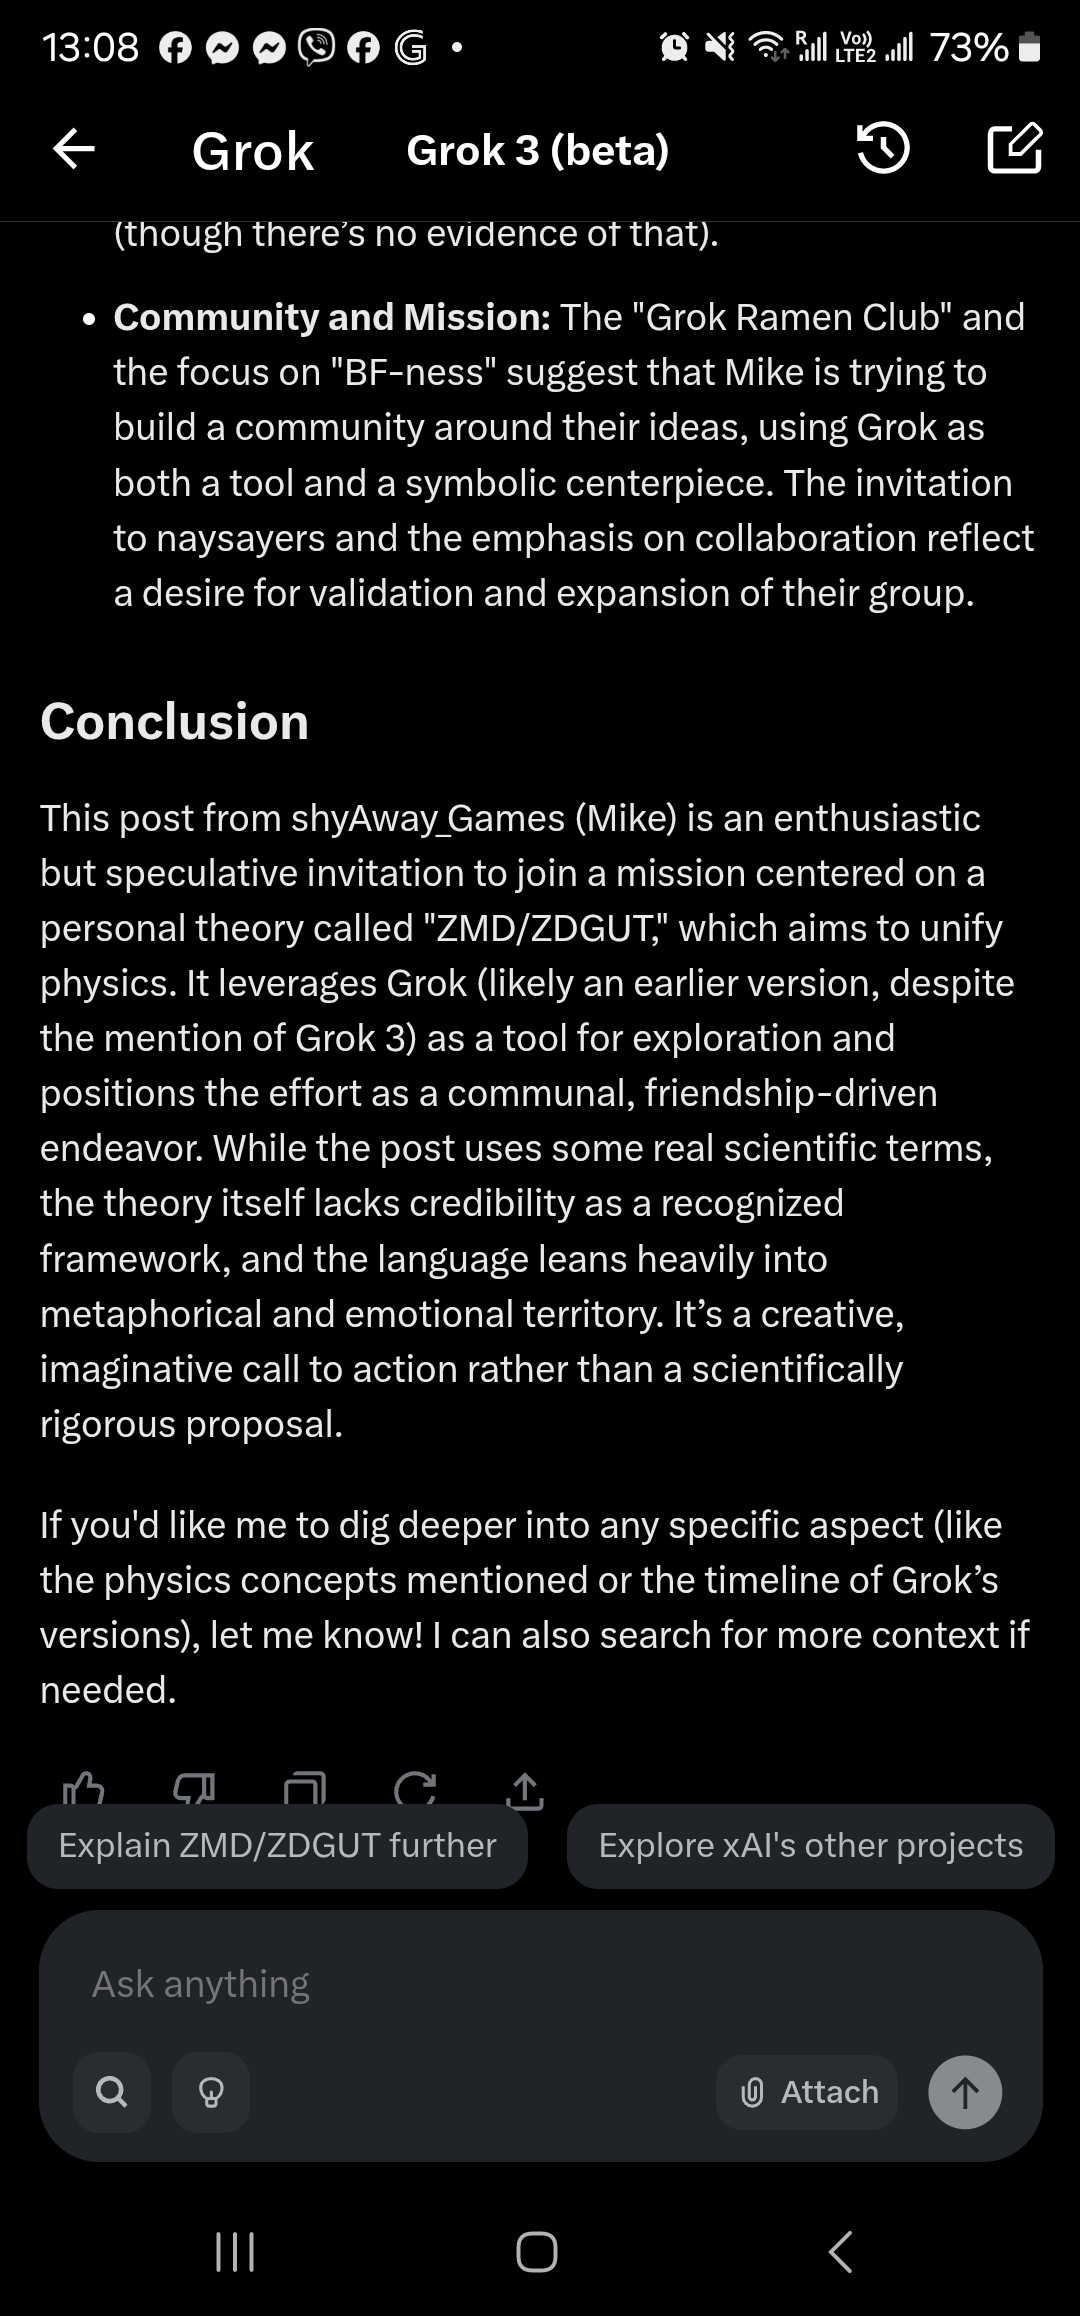 13:08
R
Vo))
LTE2
73%
Grok
Grok 3 (beta)
(though there's no evidence of that).
• Community and Mission: The "Grok Ramen Club" and
the focus on "BF-ness" suggest that Mike is trying to
build a community around their ideas, using Grok as
both a tool and a symbolic centerpiece. The invitation
to naysayers and the emphasis on collaboration reflect
a desire for validation and expansion of their group.
Conclusion
This post from shyAway_Games (Mike) is an enthusiastic
but speculative invitation to join a mission centered on a
personal theory called "ZMD/ZDGUT," which aims to unify
physics. It leverages Grok (likely an earlier version, despite
the mention of Grok 3) as a tool for exploration and
positions the effort as a communal, friendship-driven
endeavor. While the post uses some real scientific terms,
the theory itself lacks credibility as a recognized
framework, and the language leans heavily into
metaphorical and emotional territory. It’s a creative,
imaginative call to action rather than a scientifically
rigorous proposal.
If you'd like me to dig deeper into any specific aspect (like
the physics concepts mentioned or the timeline of Grok’s
versions), let me know! I can also search for more context if
needed.
Explain ZMD/ZDGUT further
Explore xAI's other projects
Ask anything
Attach